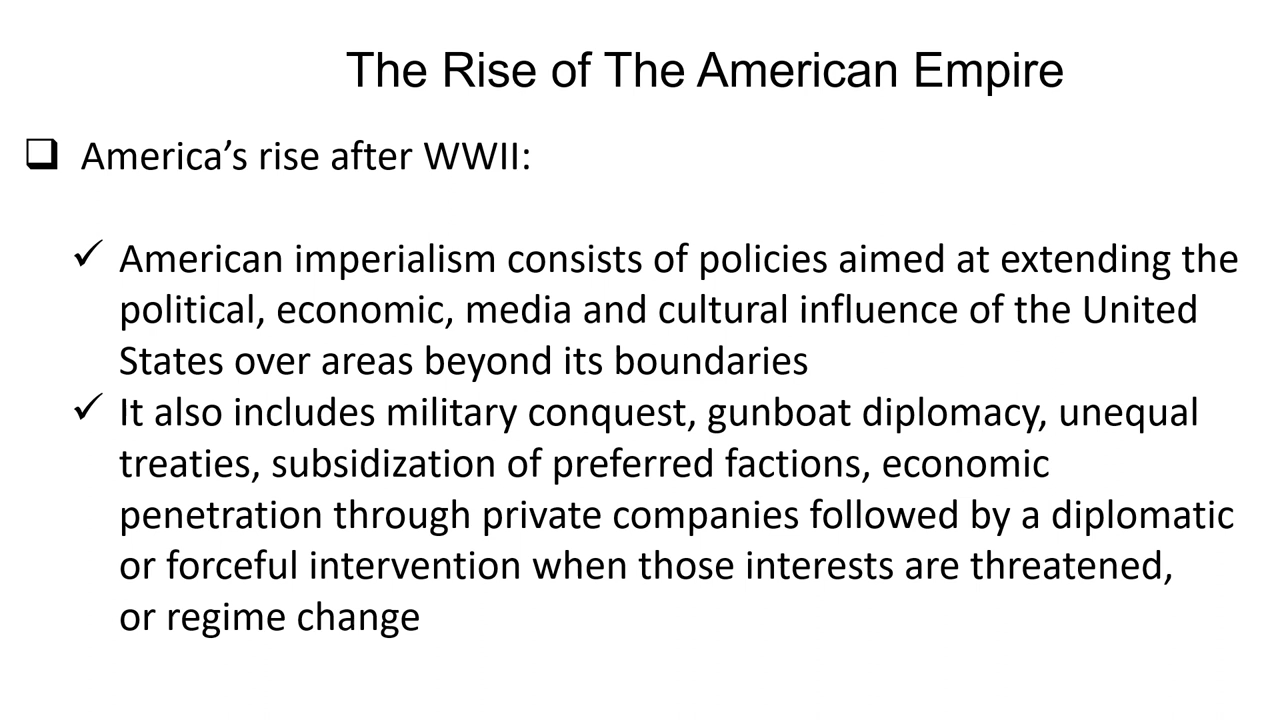 The Rise of The American Empire
❑ America’s rise after WWII:
✓ American imperialism consists of policies aimed at extending the
political, economic, media and cultural influence of the United
States over areas beyond its boundaries
✓ It also includes military conquest, gunboat diplomacy, unequal
treaties, subsidization of preferred factions, economic
penetration through private companies followed by a diplomatic
or forceful intervention when those interests are threatened,
or regime change